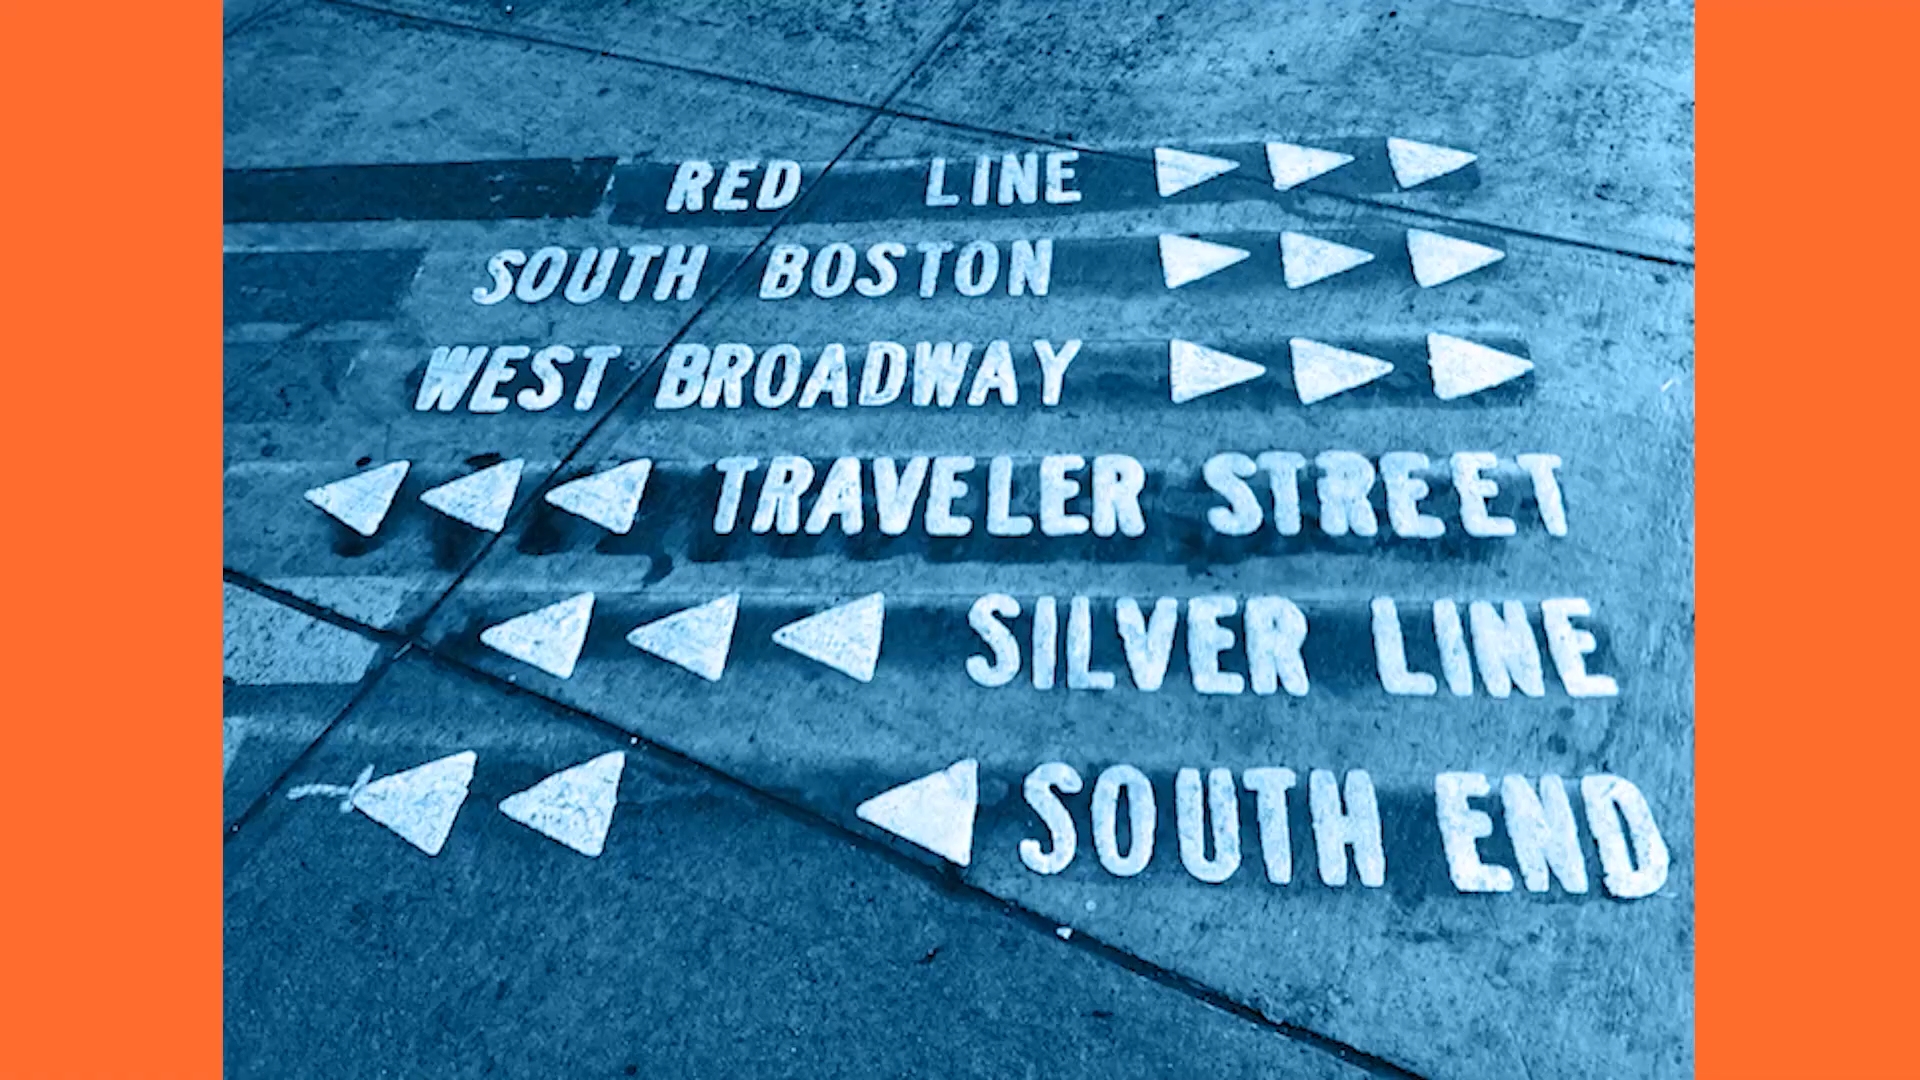 RED LINE
SOUTH BOSTON
WEST BROADWAY
TRAVELER STREET
SILVER LINE
SOUTH END